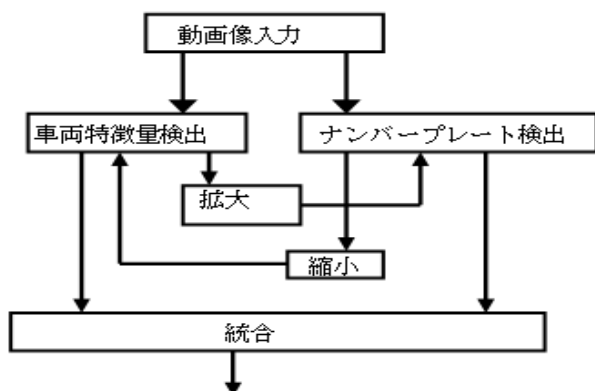 動画像入力
車両特徴量検出
ナンバープレート検出
拡大
縮小
統合